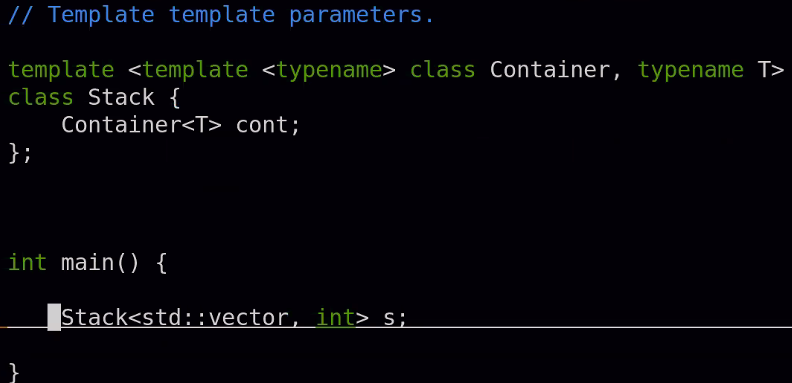 // Template template parameters.
template <template <typename> class Container, typename T>
class Stack {
    Container<T> cont;
};
int main() {
    Stack<std::vector, int> s;
}